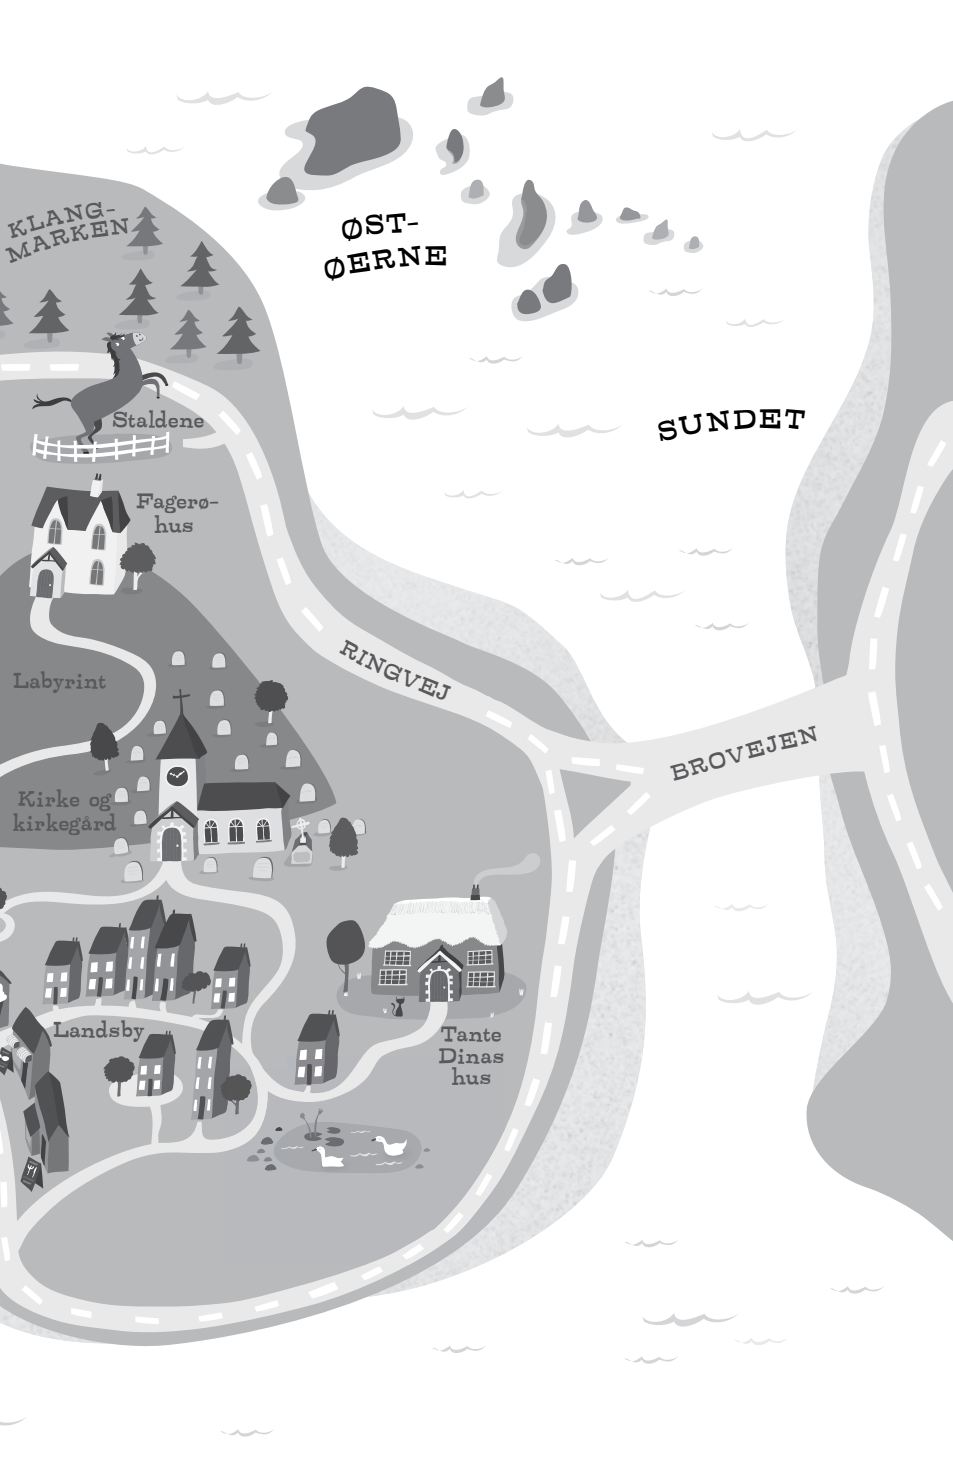 KLANG-
MARKEN
ØST-
ØERNE
SUNDET
Staldene
Fagerø-
hus
RINGVEJ
Labyrint
BROVEJEN
Kirke og
kirkegård
Landsby
Tante
Dinas
hus